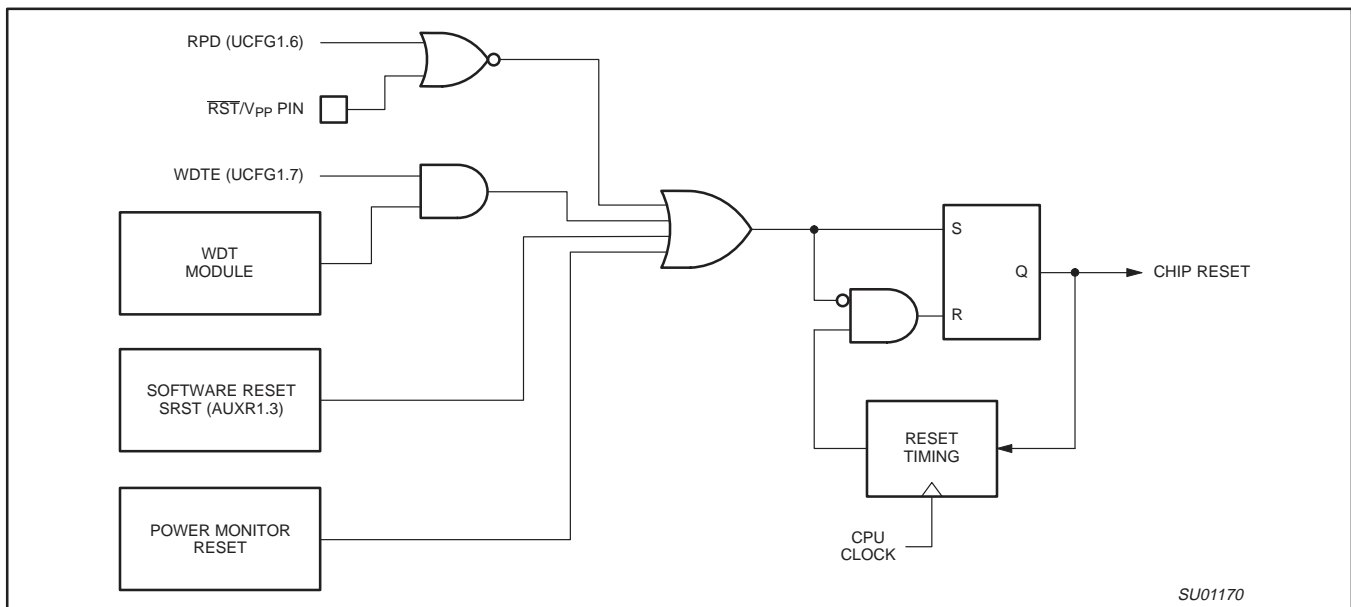 RPD (UCFG1.6)
RST/VPP PIN
WDTE (UCFG1.7)
WDT
MODULE
SOFTWARE RESET
SRST (AUXR1.3)
POWER MONITOR
RESET
S
Q
R
CHIP RESET
RESET
TIMING
CPU
CLOCK
SU01170